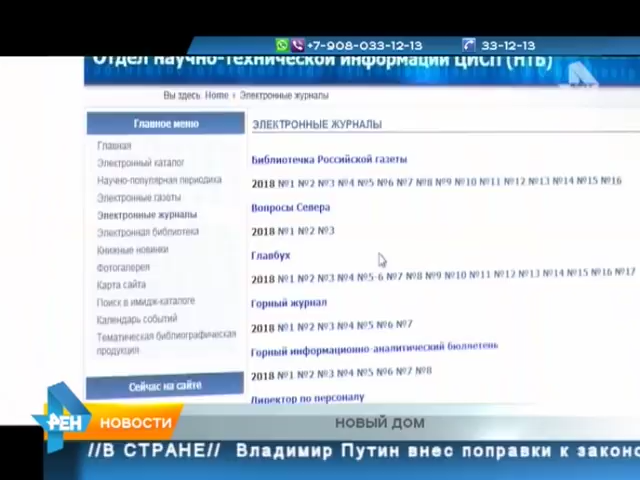 +7-908-033-12-13 33-12-13
Отдел научно-технической информации ЦИСП (НТБ)
Вы здесь: Home › Электронные журналы
Главное меню
Главная
Электронный каталог
Научно-популярная периодика
Электронные газеты
Электронные журналы
Электронная библиотека
Книжные новинки
Фотогалерея
Карта сайта
Поиск в имидж-каталоге
Календарь событий
Тематическая библиографическая
продукция
Сейчас на сайте
ЭЛЕКТРОННЫЕ ЖУРНАЛЫ
Библиотечка Российской газеты
2018 №1 №2 №3 №4 №5 №6 №7 №8 №9 №10 №11 №12 №13 №14 №15 №16
Вопросы Севера
2018 №1 №2 №3
Главбух
2018 №1 №2 №3 №4 №5-6 №7 №8 №9 №10 №11 №12 №13 №14 №15 №16 №17
Горный журнал
2018 №1 №2 №3 №4 №5 №6 №7
Горный информационно-аналитический бюллетень
2018 №1 №2 №3 №4 №5 №6 №7 №8
Директор по персоналу
РЕН НОВОСТИ
НОВЫЙ ДОМ
//В СТРАНЕ// Владимир Путин внес поправки к законо